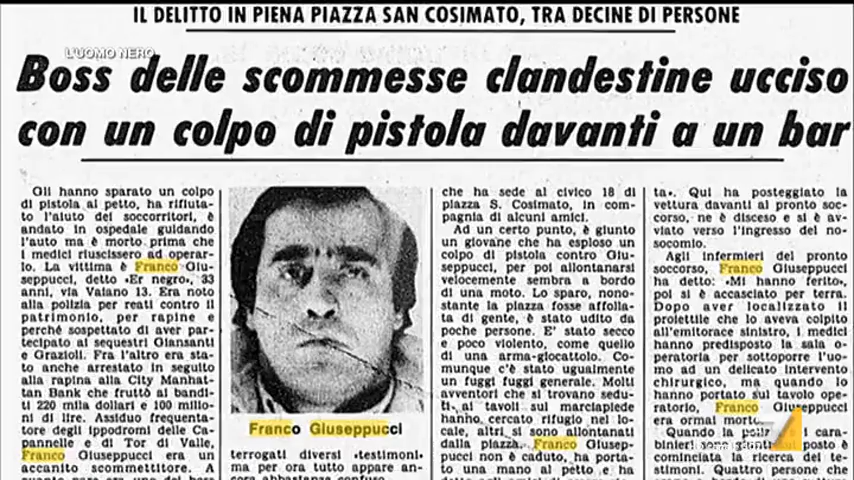 IL DELITTO IN PIENA PIAZZA SAN COSIMATO, TRA DECINE DI PERSONE
L'UOMO NERO
Boss delle scommesse clandestine ucciso
con un colpo di pistola davanti a un bar
Gli hanno sparato un colpo
di pistola al petto, ha rifiuta-
to l'aiuto dei soccorritori, è
andato in ospedale guidando
l'auto ma è morto prima che
i medici riuscissero ad operar-
lo. La vittima è Franco Giu-
seppucci, detto «Er negro», 33
anni, via Vaiano 13. Era noto
alla polizia per reati contro il
patrimonio, per rapine e
perché sospettato di aver par-
tecipato ai sequestri Giansanti
e Grazioli. Fra l'altro era sta-
to anche arrestato in seguito
alla rapina alla City Manhat-
tan Bank che fruttò ai bandi-
ti 220 mila dollari e 100 milio-
ni di lire. Assiduo frequenta-
tore degli ippodromi delle Ca-
pannelle e di Tor di Valle,
Franco Giuseppucci era un
accanito scommettitore. A
Franco Giuseppucci
terrogati diversi «testimoni»
ma per ora tutto appare an-
cora abbastanza confuso.
che ha sede al civico 18 di
piazza S. Cosimato, in com-
pagnia di alcuni amici.
Ad un certo punto, è giunto
un giovane che ha esploso un
colpo di pistola contro Giu-
seppucci, per poi allontanarsi
velocemente sembra a bordo
di una moto. Lo sparo, nono-
stante la piazza fosse affolla-
ta di gente, è stato udito da
poche persone. E' stato secco
e poco violento, come quello
di una arma-giocattolo. Co-
munque c'è stato ugualmente
un fuggi fuggi generale. Molti
avventori che si trovano sedu-
ti, ai tavoli sul marciapiede
hanno, cercato rifugio nel lo-
cale, altri si sono allontanati
dalla piazza. Franco Giusep-
pucci non è caduto, ha porta-
to una mano al petto e ha
ta». Qui ha posteggiato la
vettura davanti al pronto soc-
corso, ne è disceso e si è av-
viato verso l'ingresso del no-
socomio.
Agli infermieri del pronto
soccorso, Franco Giuseppucci
ha detto: «Mi hanno ferito»,
poi si è accasciato per terra.
Dopo aver localizzato il
proiettile che lo aveva colpito
all'emitorace sinistro, i medici
hanno predisposto la sala o-
peratoria per sottoporre l'uo-
mo ad un delicato intervento
chirurgico, ma quando lo
hanno portato sul tavolo ope-
ratorio, Franco Giuseppucci
era ormai morto.
Quando la i cara-
binieri sono posto è
cominciata la ricerca dei te-
stimoni. Quattro persone che